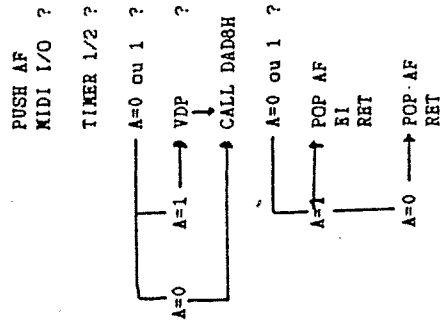 PUSH AF
MIDI I/O ?
TIMER 1/2 ?
A=0 ou 1 ?
A=0 A=1 VDP ?
CALL DAD8H
A=0 ou 1 ?
A=1 POP AF
EI
RET
A=0 POP AF
RET